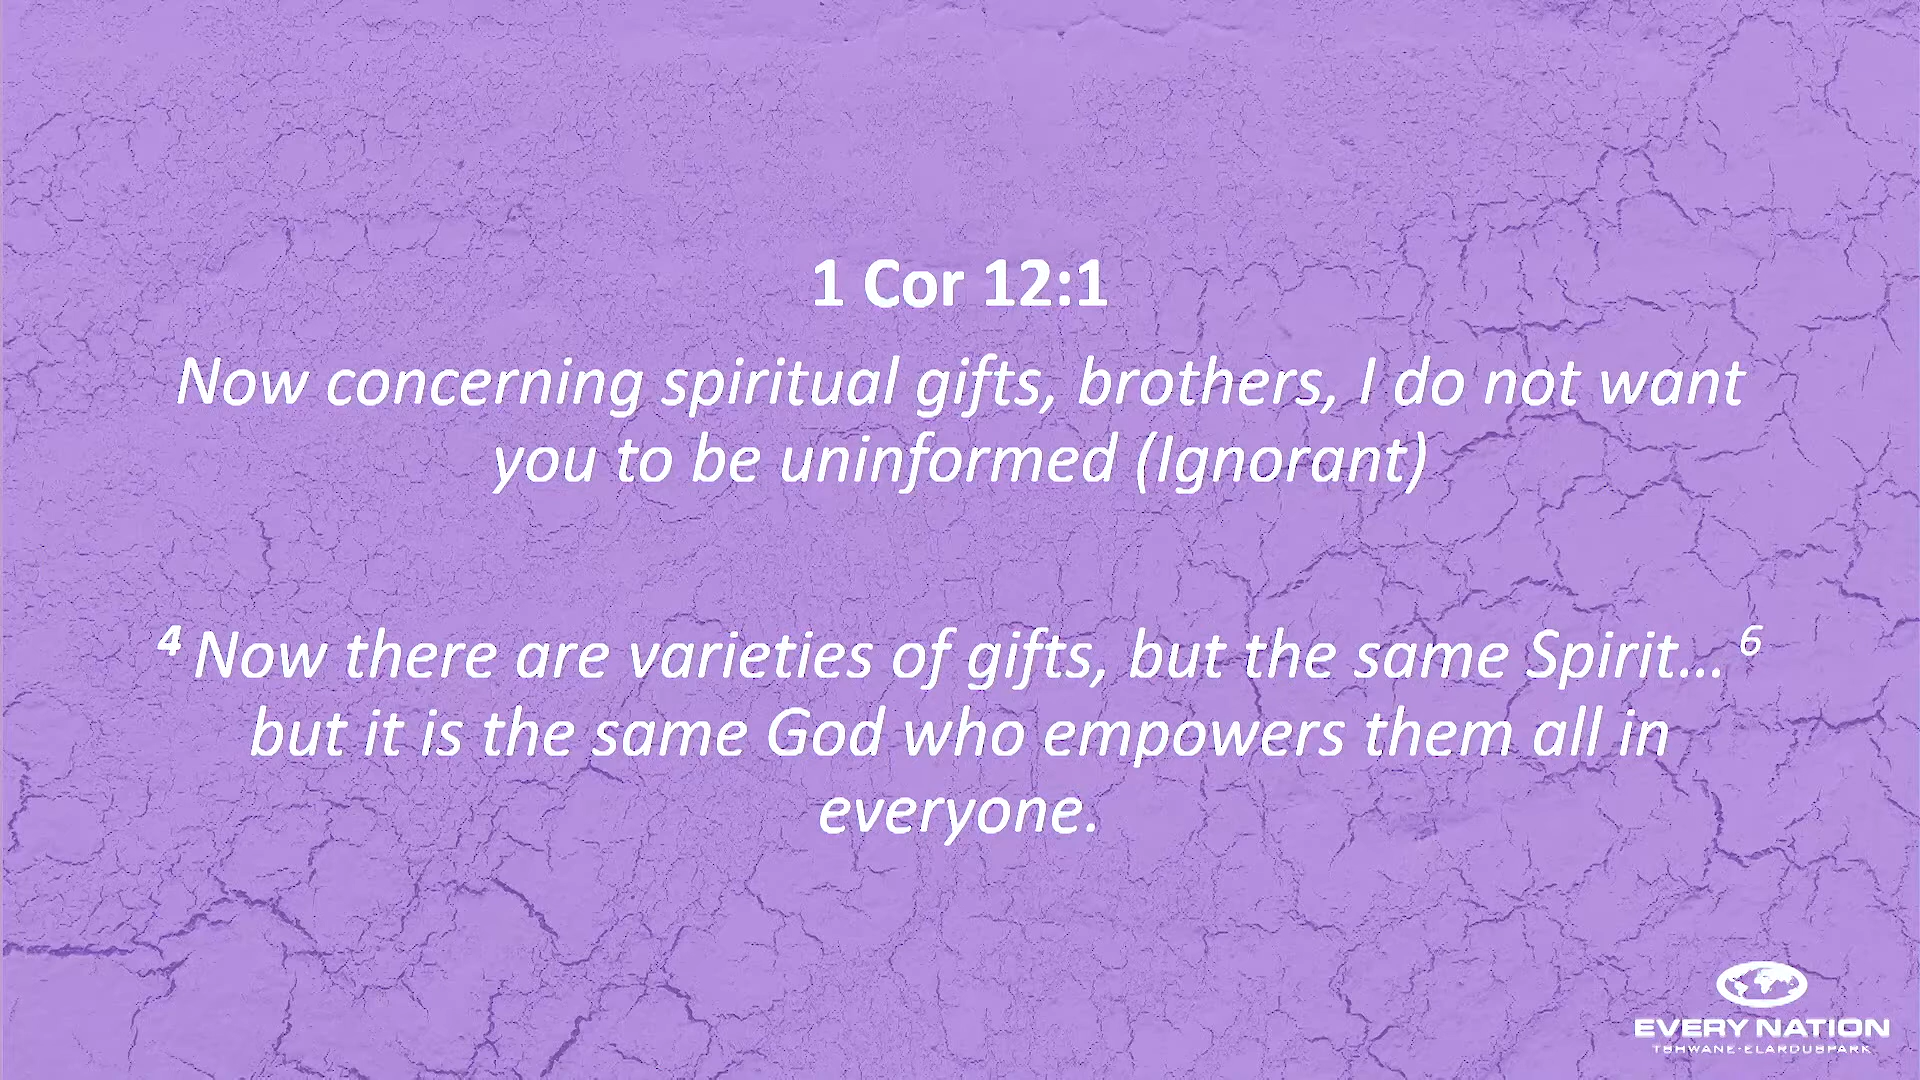 1 Cor 12:1
Now concerning spiritual gifts, brothers, I do not want
you to be uninformed (Ignorant)
4 Now there are varieties of gifts, but the same Spirit... 6
but it is the same God who empowers them all in
everyone.
EVERY NATION
TSHWANE·ELARDUSPARK